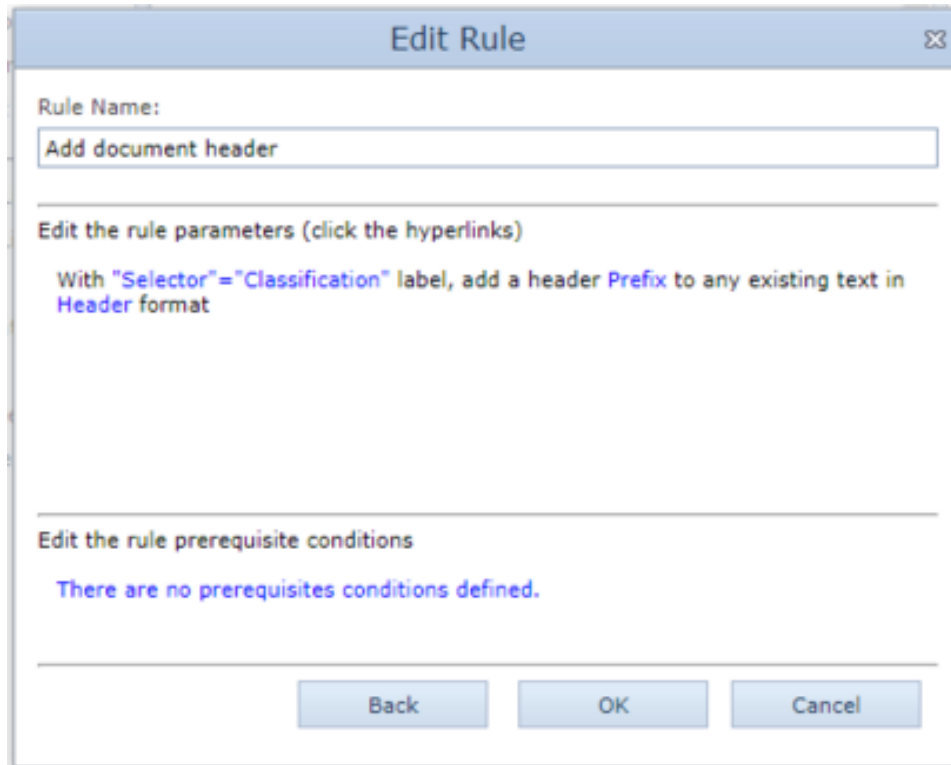 Edit Rule
Rule Name:
Add document header
Edit the rule parameters (click the hyperlinks)
With "Selector"="Classification" label, add a header Prefix to any existing text in
Header format
Edit the rule prerequisite conditions
There are no prerequisites conditions defined.
Back OK Cancel